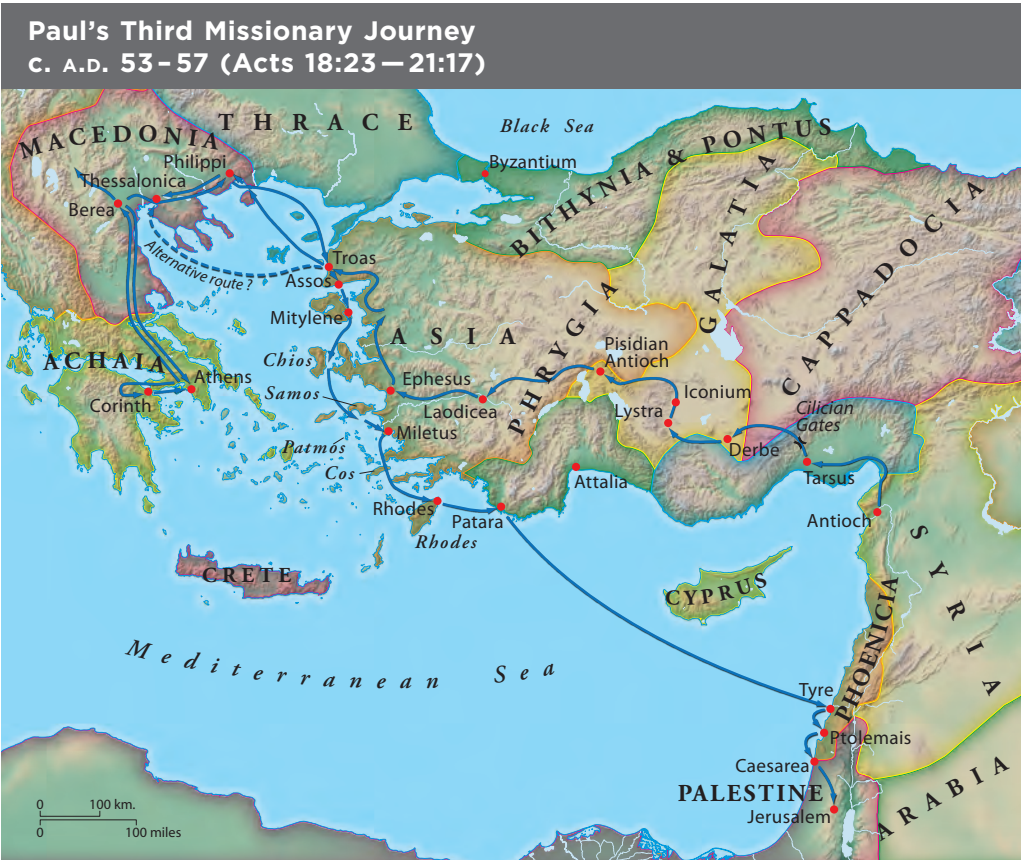 Paul’s Third Missionary Journey
C. A.D. 53–57 (Acts 18:23—21:17)
MACEDONIA
THRACE
Black Sea
BITHYNIA & PONTUS
Byzantium
Philippi
Thessalonica
Berea
GALATIA
CAPPADOCIA
Alternative route?
Troas
Assos
Mitylene
ASIA
PHRYGIA
Pisidian
Antioch
ACHAIA
Chios
Athens
Ephesus
Iconium
Corinth
Samos
Laodicea
Lystra
Cilician
Gates
Miletus
Derbe
Patmós
Cos
Attalia
Tarsus
Rhodes
Patara
Antioch
Rhodes
SYRIA
CRETE
CYPRUS
PHOENICIA
Mediterranean Sea
Tyre
Ptolemais
Caesarea
PALESTINE
ARABIA
Jerusalem
0 100 km.
0 100 miles